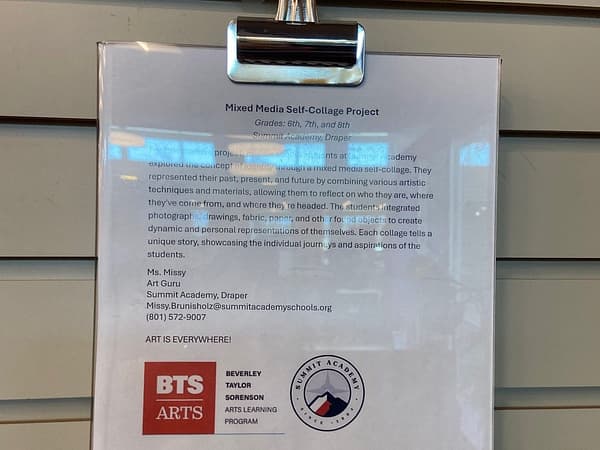 Mixed Media Self-Collage Project
Grades: 6th, 7th, and 8th
Summit Academy, Draper
project students at Academy
explored the concept of through a mixed media self-collage. They
represented their past, present, and future by combining various artistic
techniques and materials, allowing them to reflect on who they are, where
they've come from, and where they're headed. The students integrated
photographs, drawings, fabric, paper, and other found objects to create
dynamic and personal representations of themselves. Each collage tells a
unique story, showcasing the individual journeys and aspirations of the
students.
Ms. Missy
Art Guru
Summit Academy, Draper
Missy.Brunisholz@summitacademyschools.org
(801) 572-9007
ART IS EVERYWHERE!
BTS
ARTS
BEVERLEY
TAYLOR
SORENSON
ARTS LEARNING
PROGRAM
SUMMIT ACADEMY
SINCE